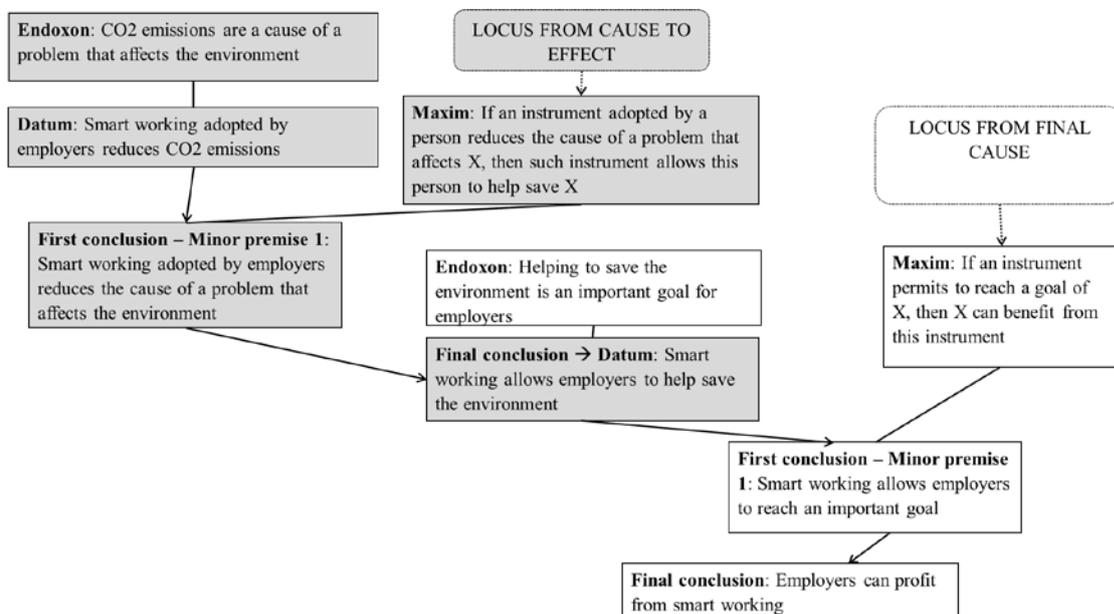 Endoxon: CO2 emissions are a cause of a
problem that affects the environment
LOCUS FROM CAUSE TO
EFFECT
Datum: Smart working adopted by
employers reduces CO2 emissions
Maxim: If an instrument adopted by a
person reduces the cause of a problem that
affects X, then such instrument allows this
person to help save X
LOCUS FROM FINAL
CAUSE
First conclusion – Minor premise 1:
Smart working adopted by employers
reduces the cause of a problem that
affects the environment
Endoxon: Helping to save the
environment is an important goal for
employers
Maxim: If an instrument
permits to reach a goal of
X, then X can benefit from
this instrument
Final conclusion → Datum: Smart
working allows employers to help save
the environment
First conclusion – Minor premise
1: Smart working allows employers
to reach an important goal
Final conclusion: Employers can profit
from smart working